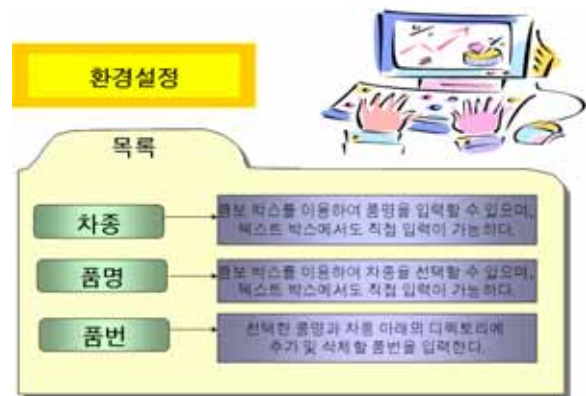 환경설정
목록
차종
콤보 박스를 이용하여 품명을 입력할 수 있으며,
텍스트 박스에서도 직접 입력이 가능하다.
품명
콤보 박스를 이용하여 차종을 선택할 수 있으며,
텍스트 박스에서도 직접 입력이 가능하다.
품번
선택한 품명과 차종 아래의 디렉토리에
추가 및 삭제할 품번을 입력한다.